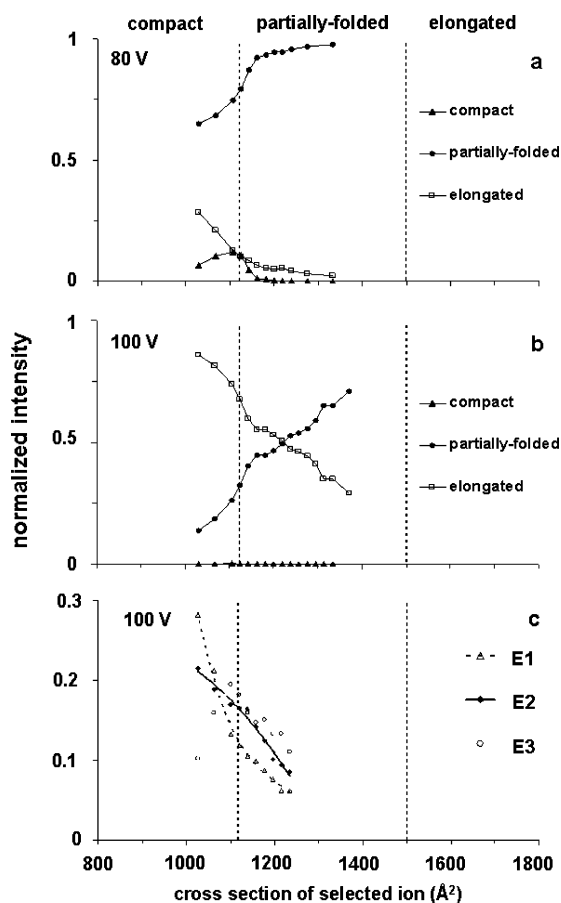 compact partially-folded elongated
1
80 V
a
compact
0.5
partially-folded
elongated
0
1
100 V
b
compact
0.5
partially-folded
elongated
0
normalized intensity
0.3
100 V
c
E1
0.2
E2
E3
0.1
0
800 1000 1200 1400 1600 1800
cross section of selected ion (Å²)